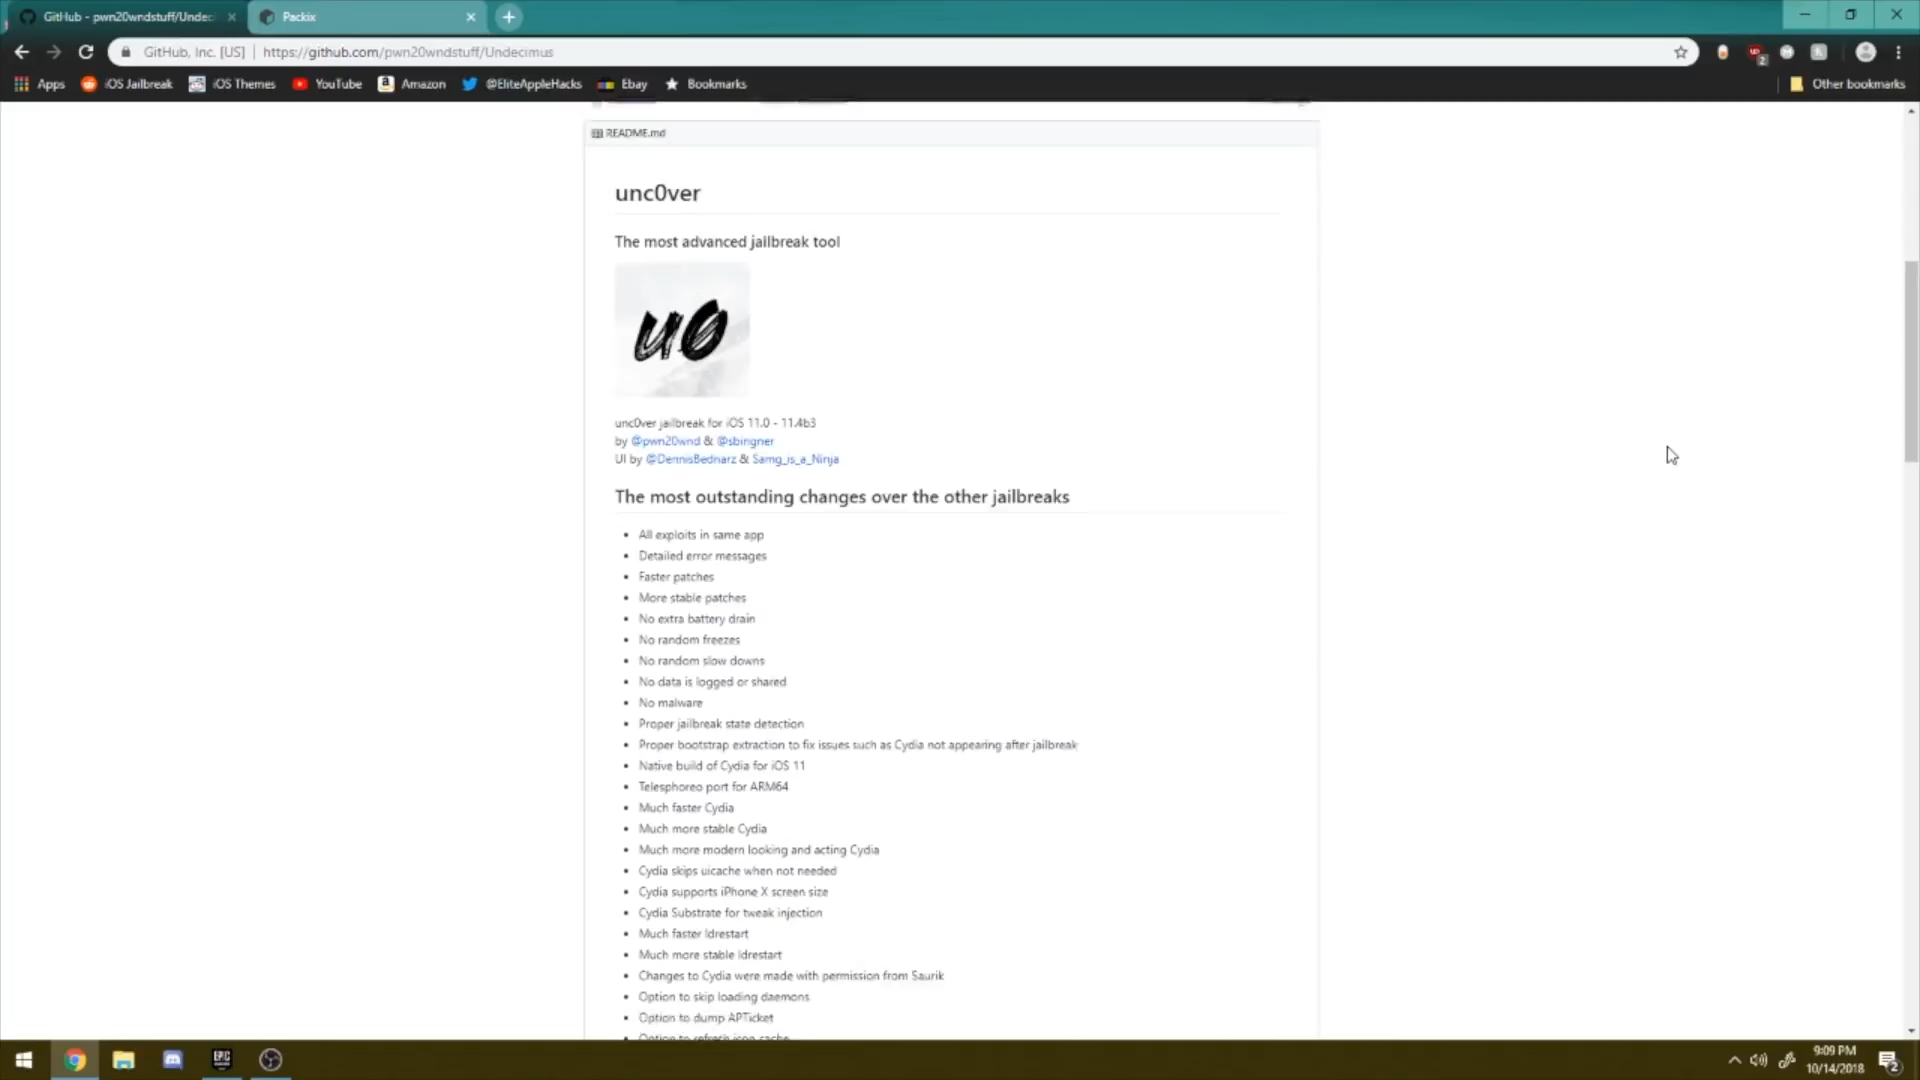 GitHub - pwn20wndstuff/Undec
Packix
GitHub, Inc. [US] | https://github.com/pwn20wndstuff/Undecimus
2
Apps
iOS Jailbreak
iOS Themes
YouTube
Amazon
@EliteAppleHacks
Ebay
Bookmarks
Other bookmarks
README.md
unc0ver
The most advanced jailbreak tool
u0
unc0ver jailbreak for iOS 11.0 - 11.4b3
by @pwn20wnd & @sbingner
UI by @DennisBednarz & Samg_is_a_Ninja
The most outstanding changes over the other jailbreaks
All exploits in same app
Detailed error messages
Faster patches
More stable patches
No extra battery drain
No random freezes
No random slow downs
No data is logged or shared
No malware
Proper jailbreak state detection
Proper bootstrap extraction to fix issues such as Cydia not appearing after jailbreak
Native build of Cydia for iOS 11
Telesphoreo port for ARM64
Much faster Cydia
Much more stable Cydia
Much more modern looking and acting Cydia
Cydia skips uicache when not needed
Cydia supports iPhone X screen size
Cydia Substrate for tweak injection
Much faster ldrestart
Much more stable ldrestart
Changes to Cydia were made with permission from Saurik
Option to skip loading daemons
Option to dump APTicket
Option to refresh icon cache
EPIC
9:09 PM
10/14/2018
2